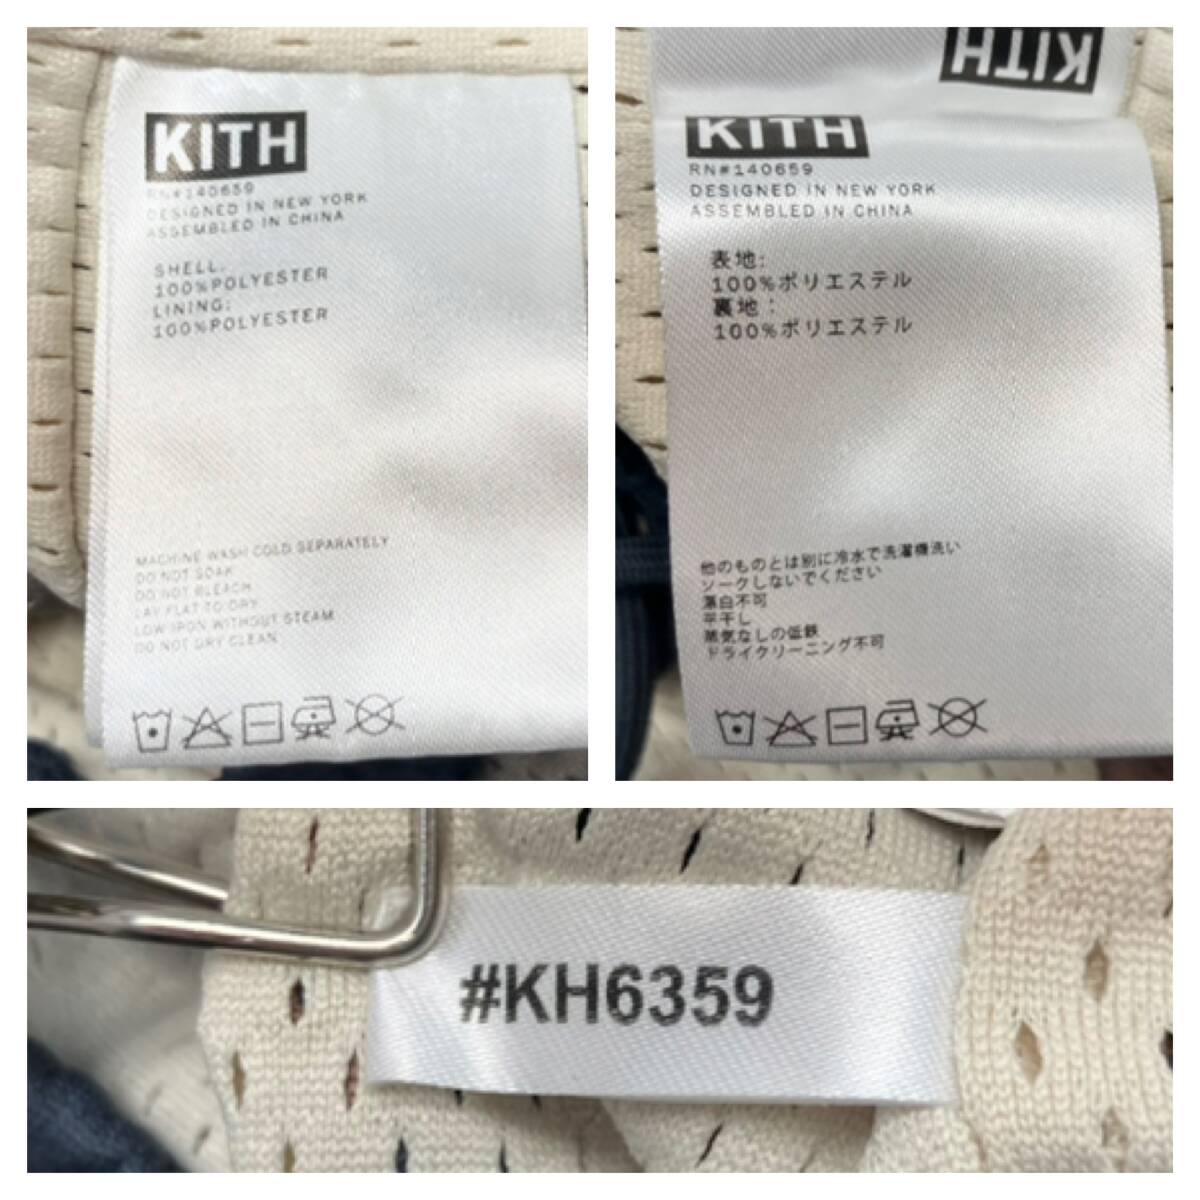 KITH
RN#140659
DESIGNED IN NEW YORK
ASSEMBLED IN CHINA
SHELL:
100%POLYESTER
LINING:
100%POLYESTER
MACHINE WASH COLD SEPARATELY
DO NOT SOAK
DO NOT BLEACH
LAY FLAT TO DRY
LOW IRON WITHOUT STEAM
DO NOT DRY CLEAN
KITH
KITH
RN#140659
DESIGNED IN NEW YORK
ASSEMBLED IN CHINA
表地:
100%ポリエステル
裏地:
100%ポリエステル
他のものとは別に冷水で洗濯機洗い
ソークしないでください
漂白不可
平干し
蒸気なしの低鉄
ドライクリーニング不可
#KH6359